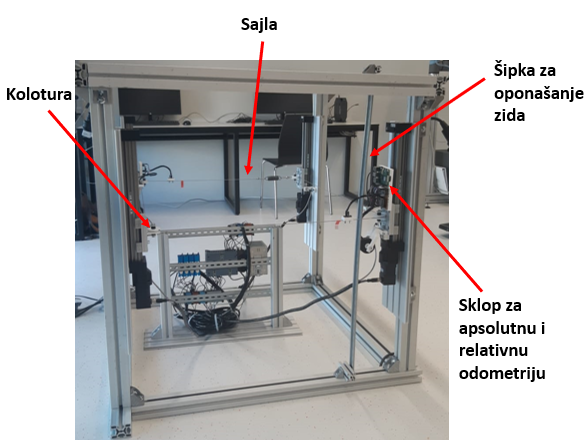 Sajla
Kolotura
Šipka za
oponašanje
zida
Sklop za
apsolutnu i
relativnu
odometriju